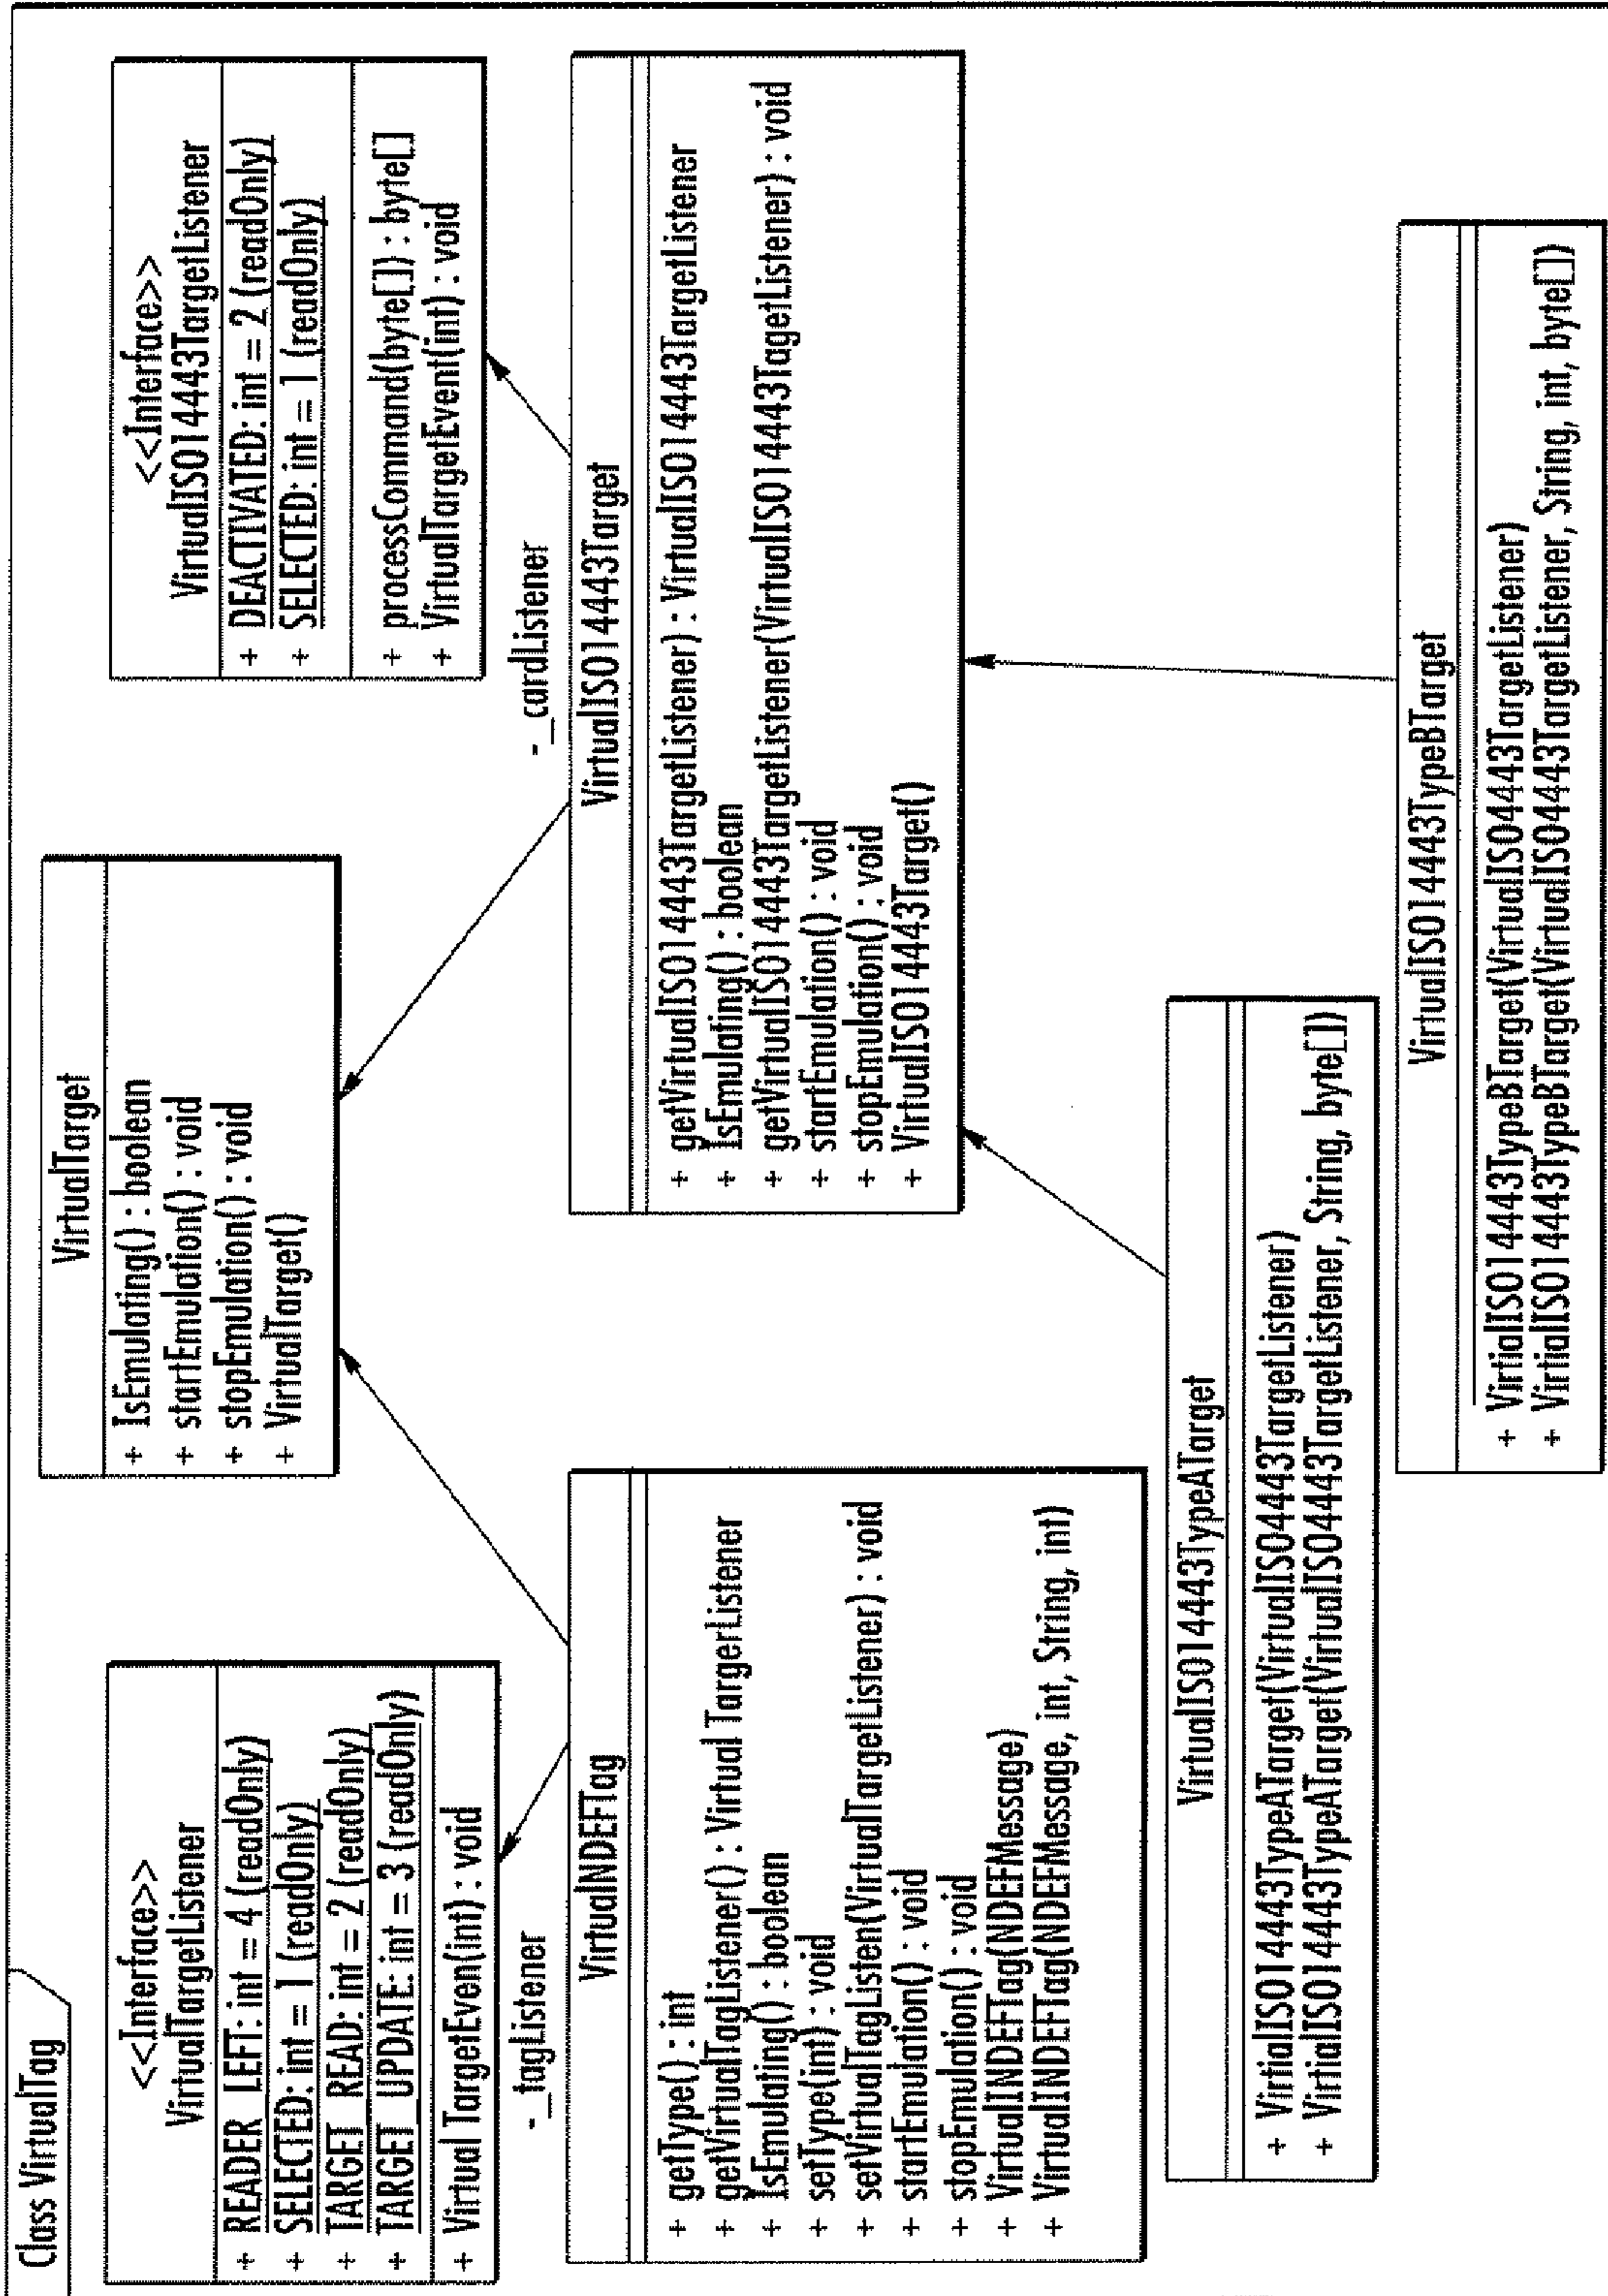 Class VirtualTag
<<Interface>>
VirtualTargetListener
+ READER_LEFT: int = 4 (readOnly)
+ SELECTED: int = 1 (readOnly)
+ TARGET_READ: int = 2 (readOnly)
+ TARGET_UPDATE: int = 3 (readOnly)
+ Virtual TargetEven(int) : void
VirtualTarget
+ IsEmulating() : boolean
+ startEmulation() : void
+ stopEmulation() : void
+ VirtualTarget()
<<Interface>>
VirtualISO14443TargetListener
+ DEACTIVATED: int = 2 (readOnly)
+ SELECTED: int = 1 (readOnly)
+ processCommand(byte[]) : byte[]
+ VirtualTargetEvent(int) : void
-_tagListener
-_cardListener
VirtualNDEFTag
+ getType() : int
+ getVirtualTagListener() : Virtual TargerListener
+ IsEmulating() : boolean
+ setType(int) : void
+ setVirtualTagListen(VirtualTargetListener) : void
+ startEmulation() : void
+ stopEmulation() : void
+ VirtualINDEFTag(NDEFMessage)
+ VirtualINDEFTag(NDEFMessage, int, String, int)
VirtualISO14443Target
+ getVirtualISO14443TargetListener) : VirtualISO14443TargetListener
+ IsEmulating() : boolean
+ getVirtualISO14443TargetListener(VirtualISO14443TagetListener) : void
+ startEmulation() : void
+ stopEmulation() : void
+ VirtualISO14443Target()
VirtualISO14443TypeATarget
+ VirtialISO14443TypeATarget(VirtualISO4443TargetListener)
+ VirtialISO14443TypeATarget(VirtualISO4443TargetListener, String, byte[])
VirtualISO14443TypeBTarget
+ VirtialISO14443TypeBTarget(VirtualISO4443TargetListener)
+ VirtialISO14443TypeBTarget(VirtualISO4443TargetListener, String, int, byte[])